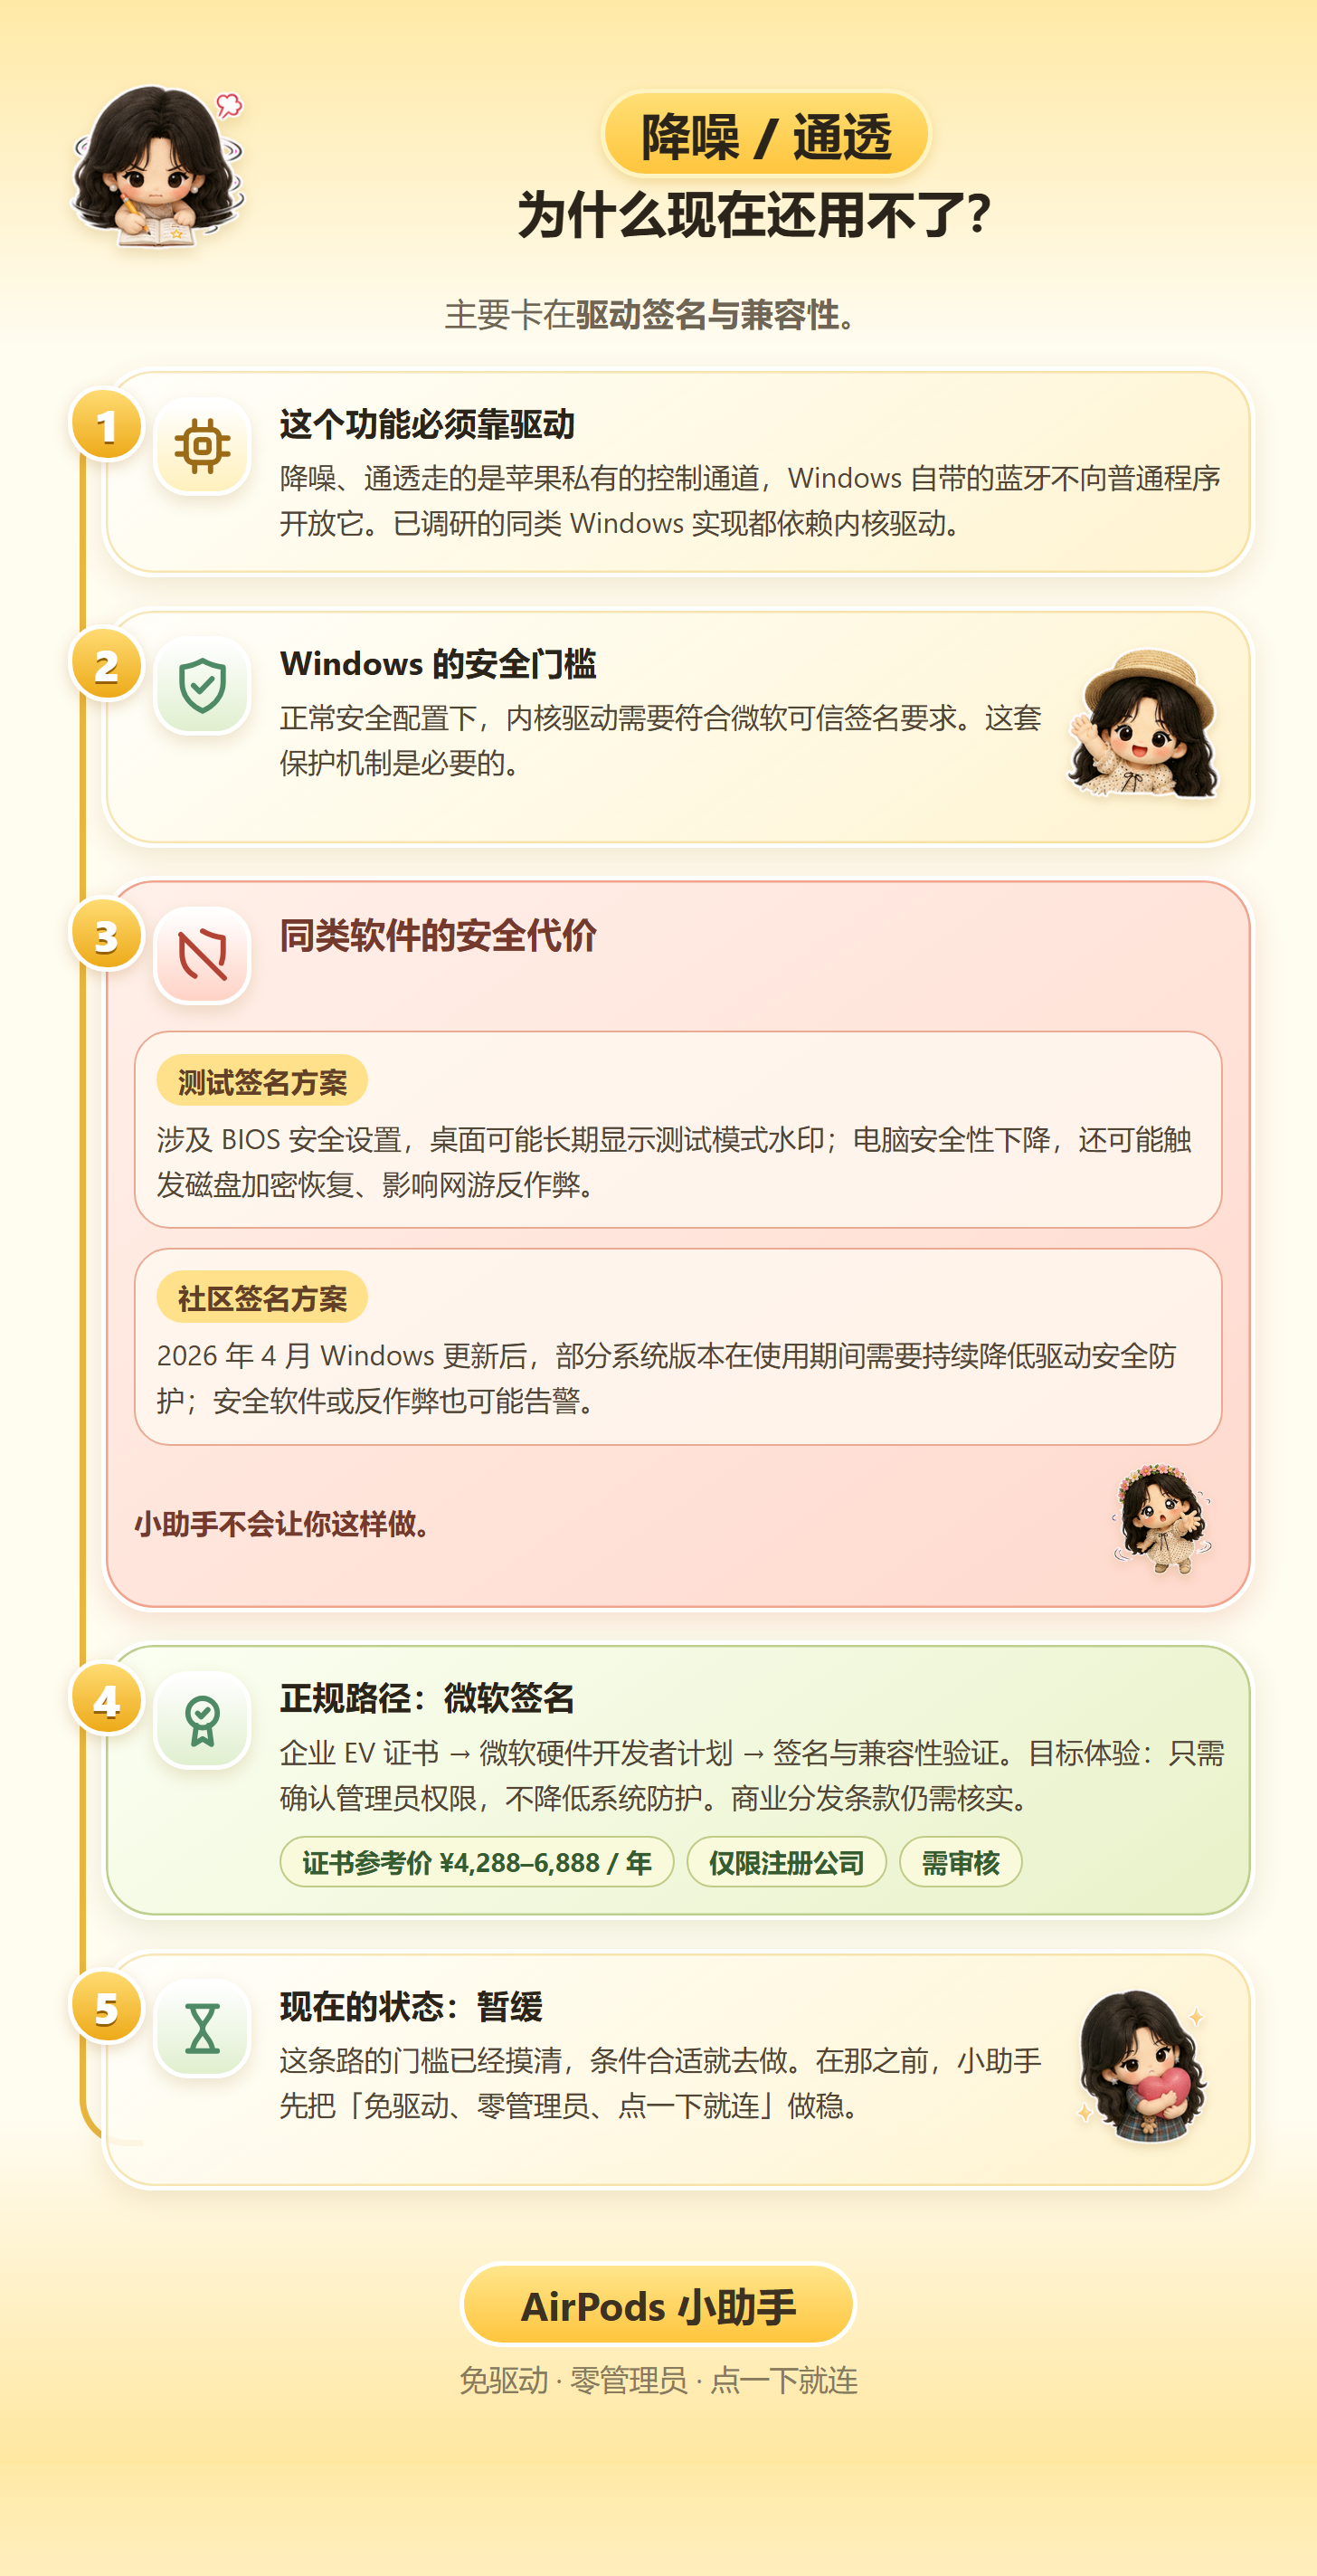 降噪 / 通透
为什么现在还用不了？
主要卡在驱动签名与兼容性。
1
这个功能必须靠驱动
降噪、通透走的是苹果私有的控制通道，Windows 自带的蓝牙不向普通程序
开放它。已调研的同类 Windows 实现都依赖内核驱动。
2
Windows 的安全门槛
正常安全配置下，内核驱动需要符合微软可信签名要求。这套
保护机制是必要的。
3
同类软件的安全代价
测试签名方案
涉及 BIOS 安全设置，桌面可能长期显示测试模式水印；电脑安全性下降，还可能触
发磁盘加密恢复、影响网游反作弊。
社区签名方案
2026 年 4 月 Windows 更新后，部分系统版本在使用期间需要持续降低驱动安全防
护；安全软件或反作弊也可能告警。
小助手不会让你这样做。
4
正规路径：微软签名
企业 EV 证书 → 微软硬件开发者计划 → 签名与兼容性验证。目标体验：只需
确认管理员权限，不降低系统防护。商业分发条款仍需核实。
证书参考价 ¥4,288–6,888 / 年 仅限注册公司 需审核
5
现在的状态：暂缓
这条路的门槛已经摸清，条件合适就去做。在那之前，小助手
先把「免驱动、零管理员、点一下就连」做稳。
AirPods 小助手
免驱动 · 零管理员 · 点一下就连